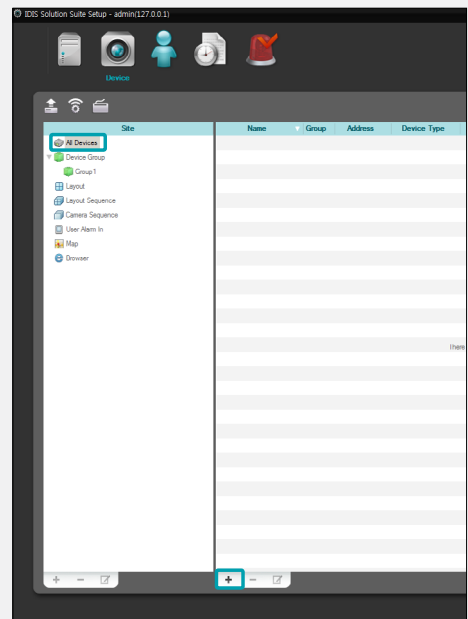 IDIS Solution Suite Setup - admin(127.0.0.1)
Device
Site
Name Group Address Device Type
All Devices
Device Group
Group1
Layout
Layout Sequence
Camera Sequence
User Alarm In
Map
Browser
There